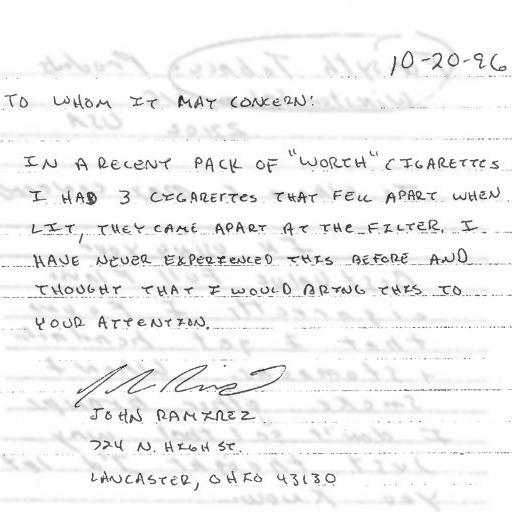 10-20-96
TO WHOM IT MAY CONCERN:
IN A RECENT PACK OF "WORTH" CIGARETTES
I HAD 3 CIGARETTES THAT FELL APART WHEN
LIT, THEY CAME APART AT THE FILTER. I
HAVE NEVER EXPERIENCED THIS BEFORE AND
THOUGHT THAT I WOULD BRING THIS TO
YOUR ATTENTION.
JOHN RAMIREZ
724 N. HIGH ST.
LANCASTER, OHIO 43130